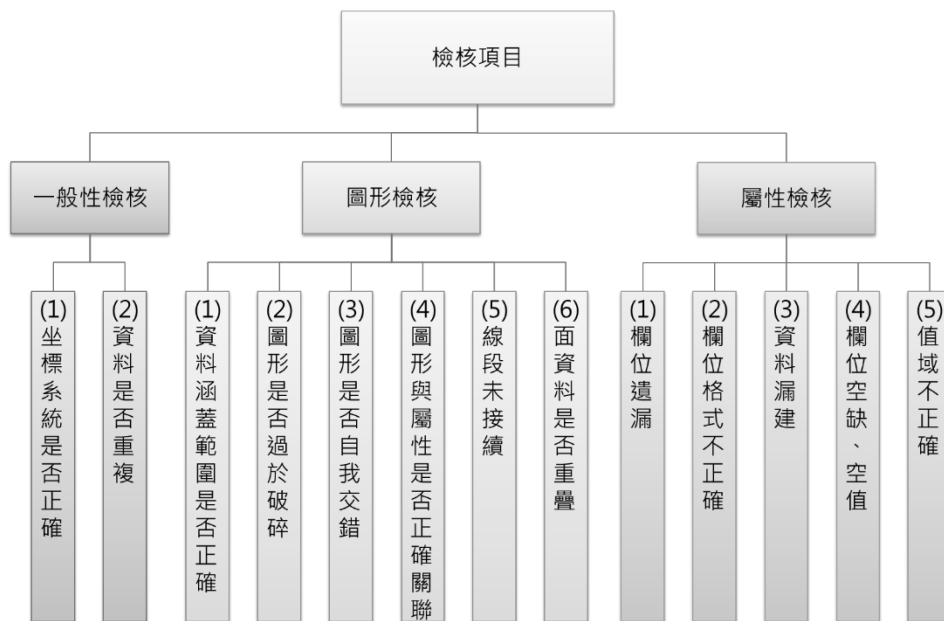 檢核項目
一般性檢核
圖形檢核
屬性檢核
(1)坐標系統是否正確
(2)資料是否重複
(1)資料涵蓋範圍是否正確
(2)圖形是否過於破碎
(3)圖形是否自我交錯
(4)圖形與屬性是否正確關聯
(5)線段未接續
(6)面資料是否重疊
(1)欄位遺漏
(2)欄位格式不正確
(3)資料漏建
(4)欄位空缺、空值
(5)值域不正確